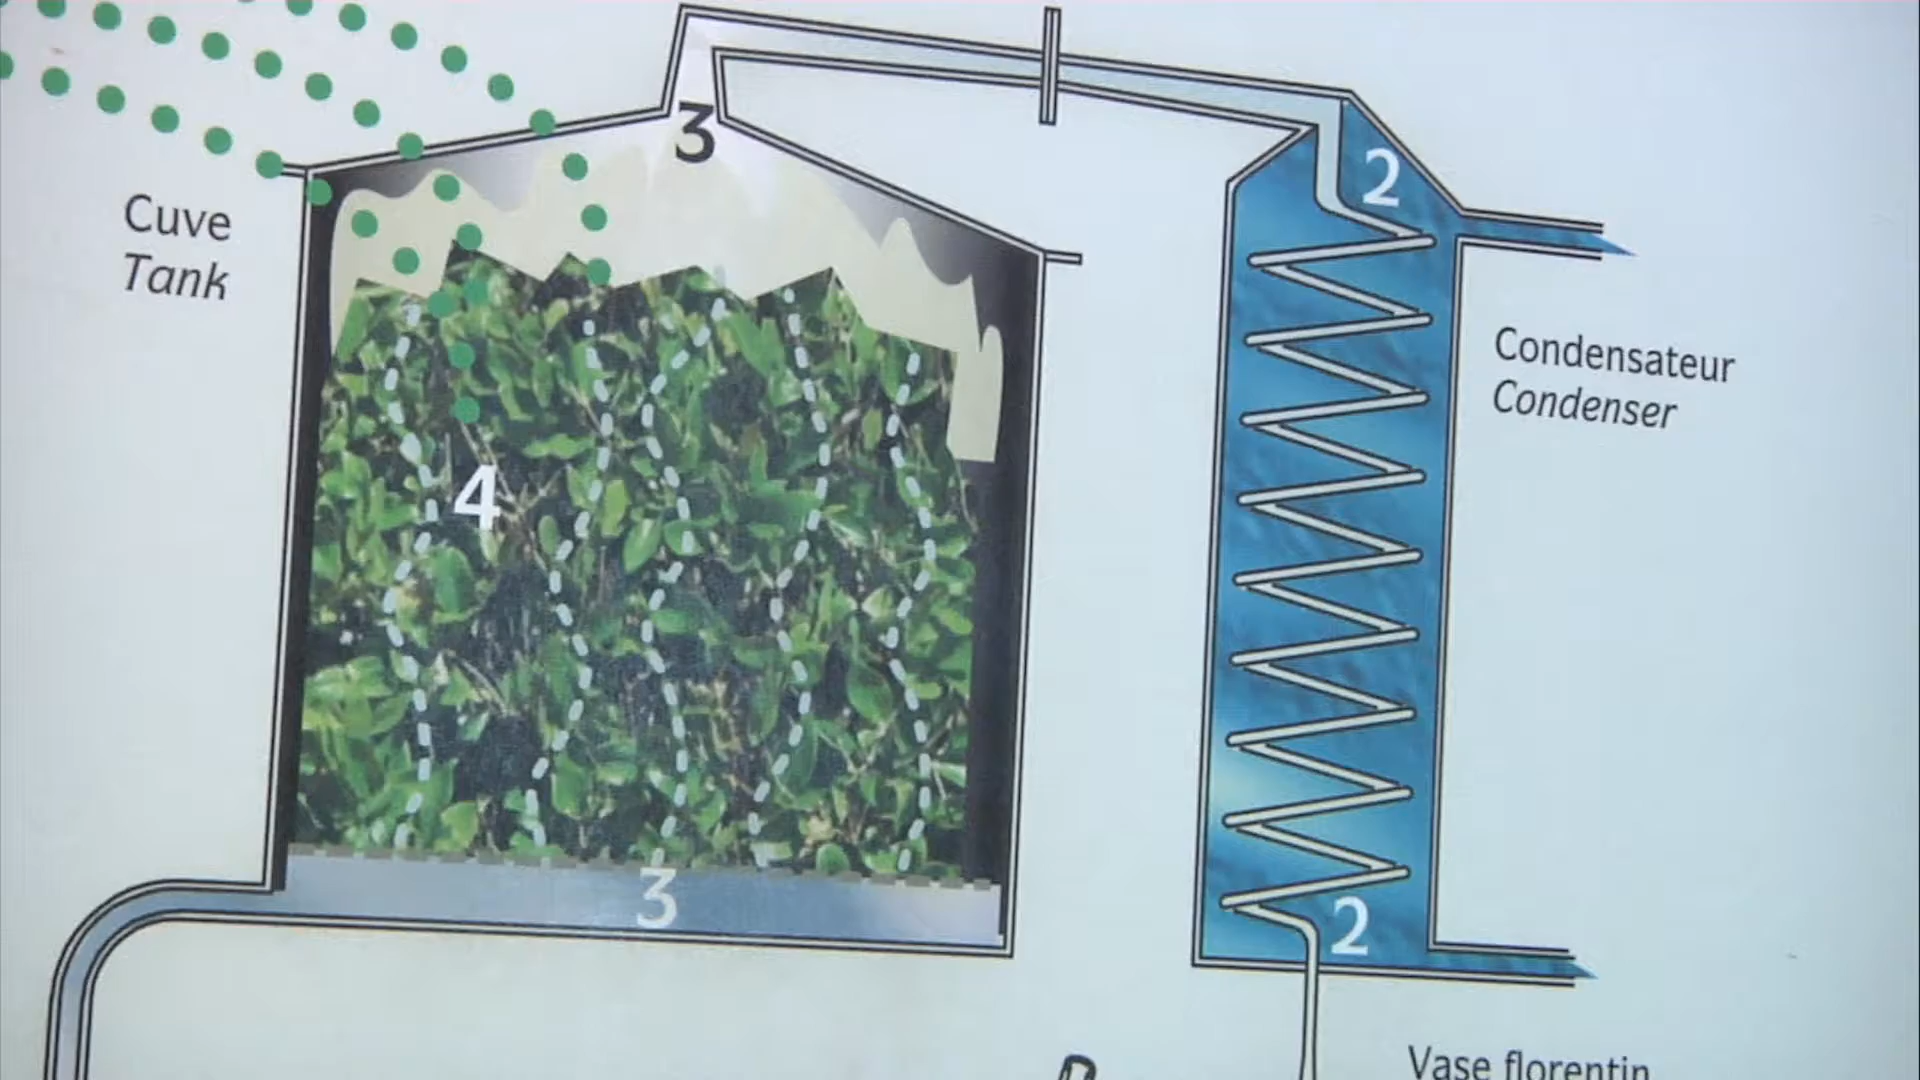 3
2
Cuve
Tank
Condensateur
Condenser
4
3
2
Vase florentin